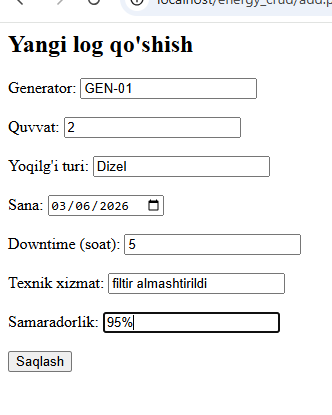 localhost/energy_crud/add.p
Yangi log qo'shish
Generator: GEN-01
Quvvat: 2
Yoqilg'i turi: Dizel
Sana: 03/06/2026
Downtime (soat): 5
Texnik xizmat: filtir almashtirildi
Samaradorlik: 95%
Saqlash